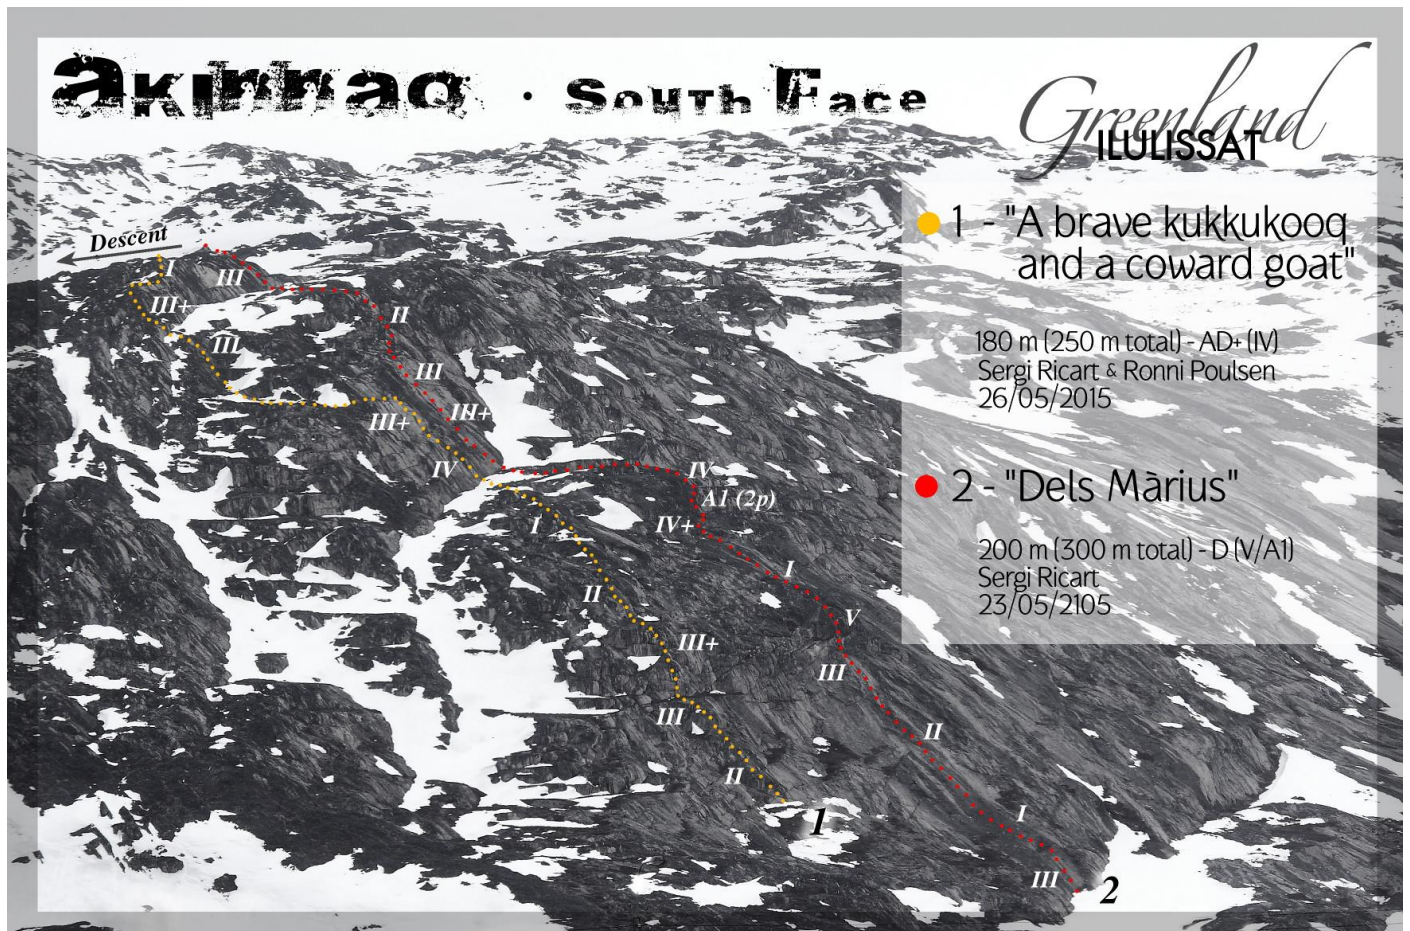 Akinnaq · South Face
Greenland
ILULISSAT
1 - "A brave kukkukooq
and a coward goat"
180 m (250 m total) - AD+ (IV)
Sergi Ricart & Ronni Poulsen
26/05/2015
2 - "Dels Màrius"
200 m (300 m total) - D (V/A1)
Sergi Ricart
23/05/2105
Descent
I
III+
III
III+
IV
I
II
III+
III
II
1
III
II
III
III+
IV
A1 (2p)
IV+
I
V
III
II
I
III
2